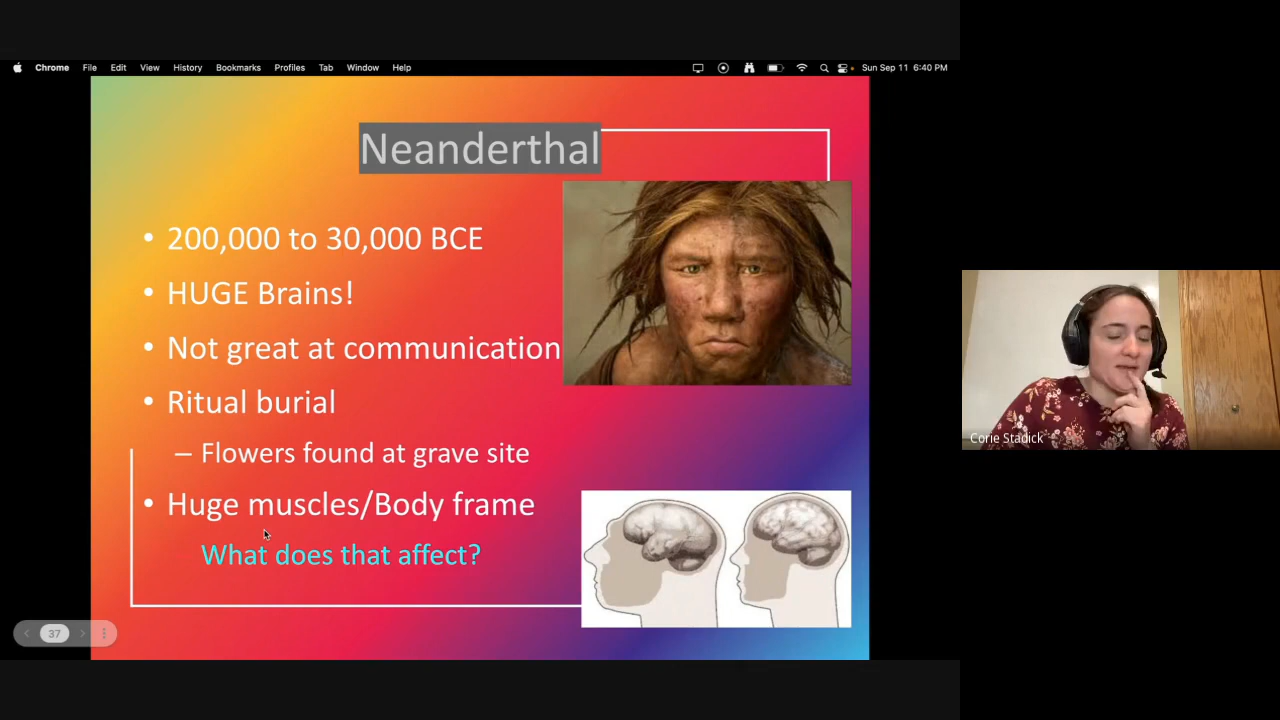 Chrome File Edit View History Bookmarks Profiles Tab Window Help Sun Sep 11 6:40 PM
Neanderthal
• 200,000 to 30,000 BCE
• HUGE Brains!
• Not great at communication
• Ritual burial
– Flowers found at grave site
• Huge muscles/Body frame
What does that affect?
37
Corie Stadick